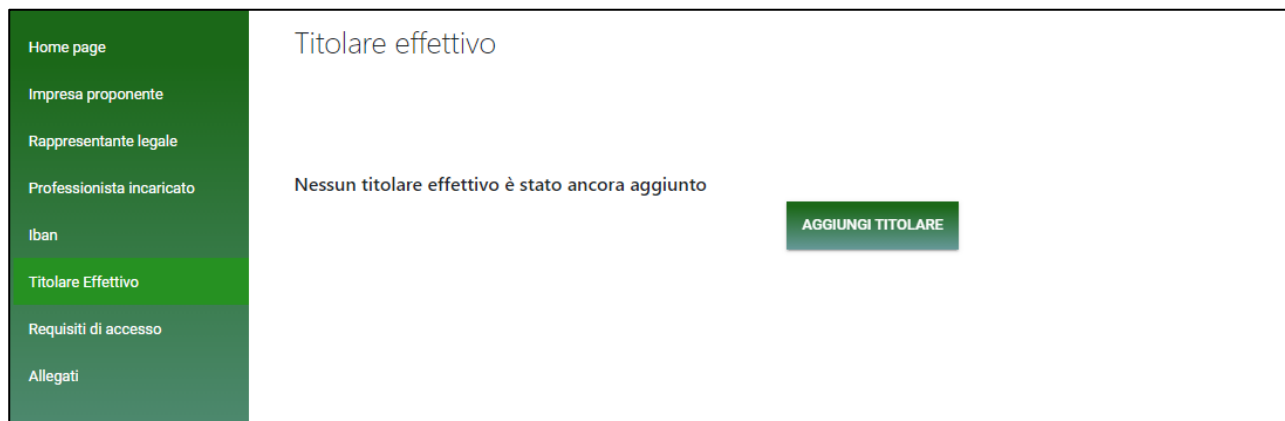 Home page
Impresa proponente
Rappresentante legale
Professionista incaricato
Iban
Titolare Effettivo
Requisiti di accesso
Allegati
Titolare effettivo
Nessun titolare effettivo è stato ancora aggiunto
AGGIUNGI TITOLARE